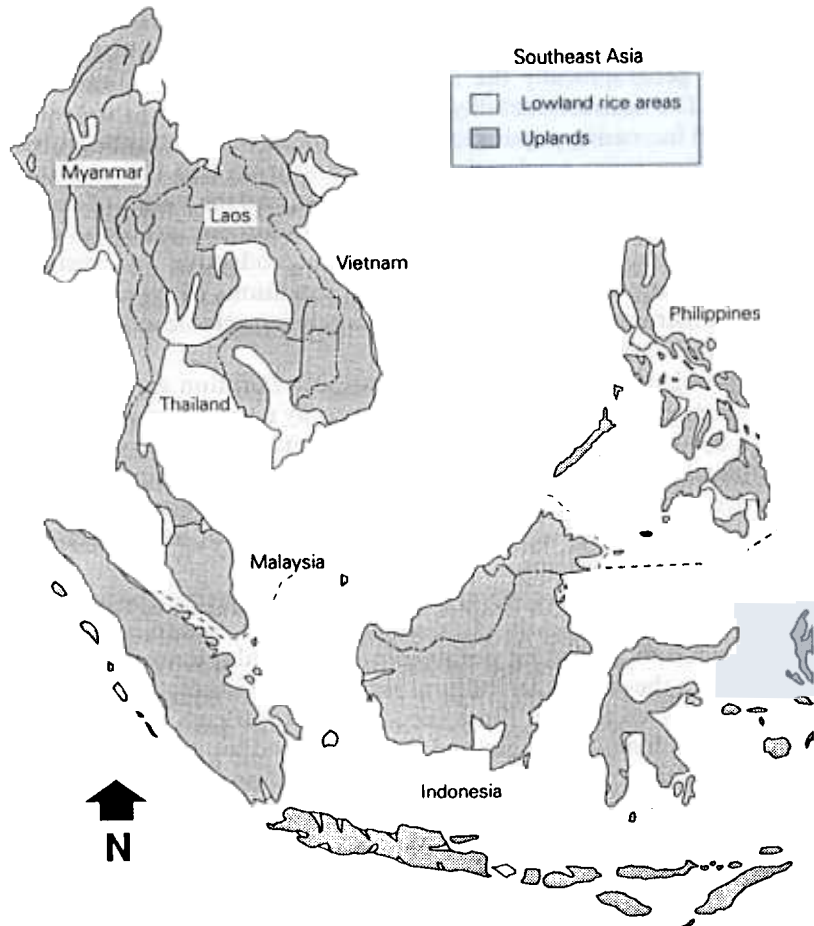 Southeast Asia
Lowland rice areas
Uplands
Myanmar
Laos
Vietnam
Philippines
Thailand
Malaysia
Indonesia
N